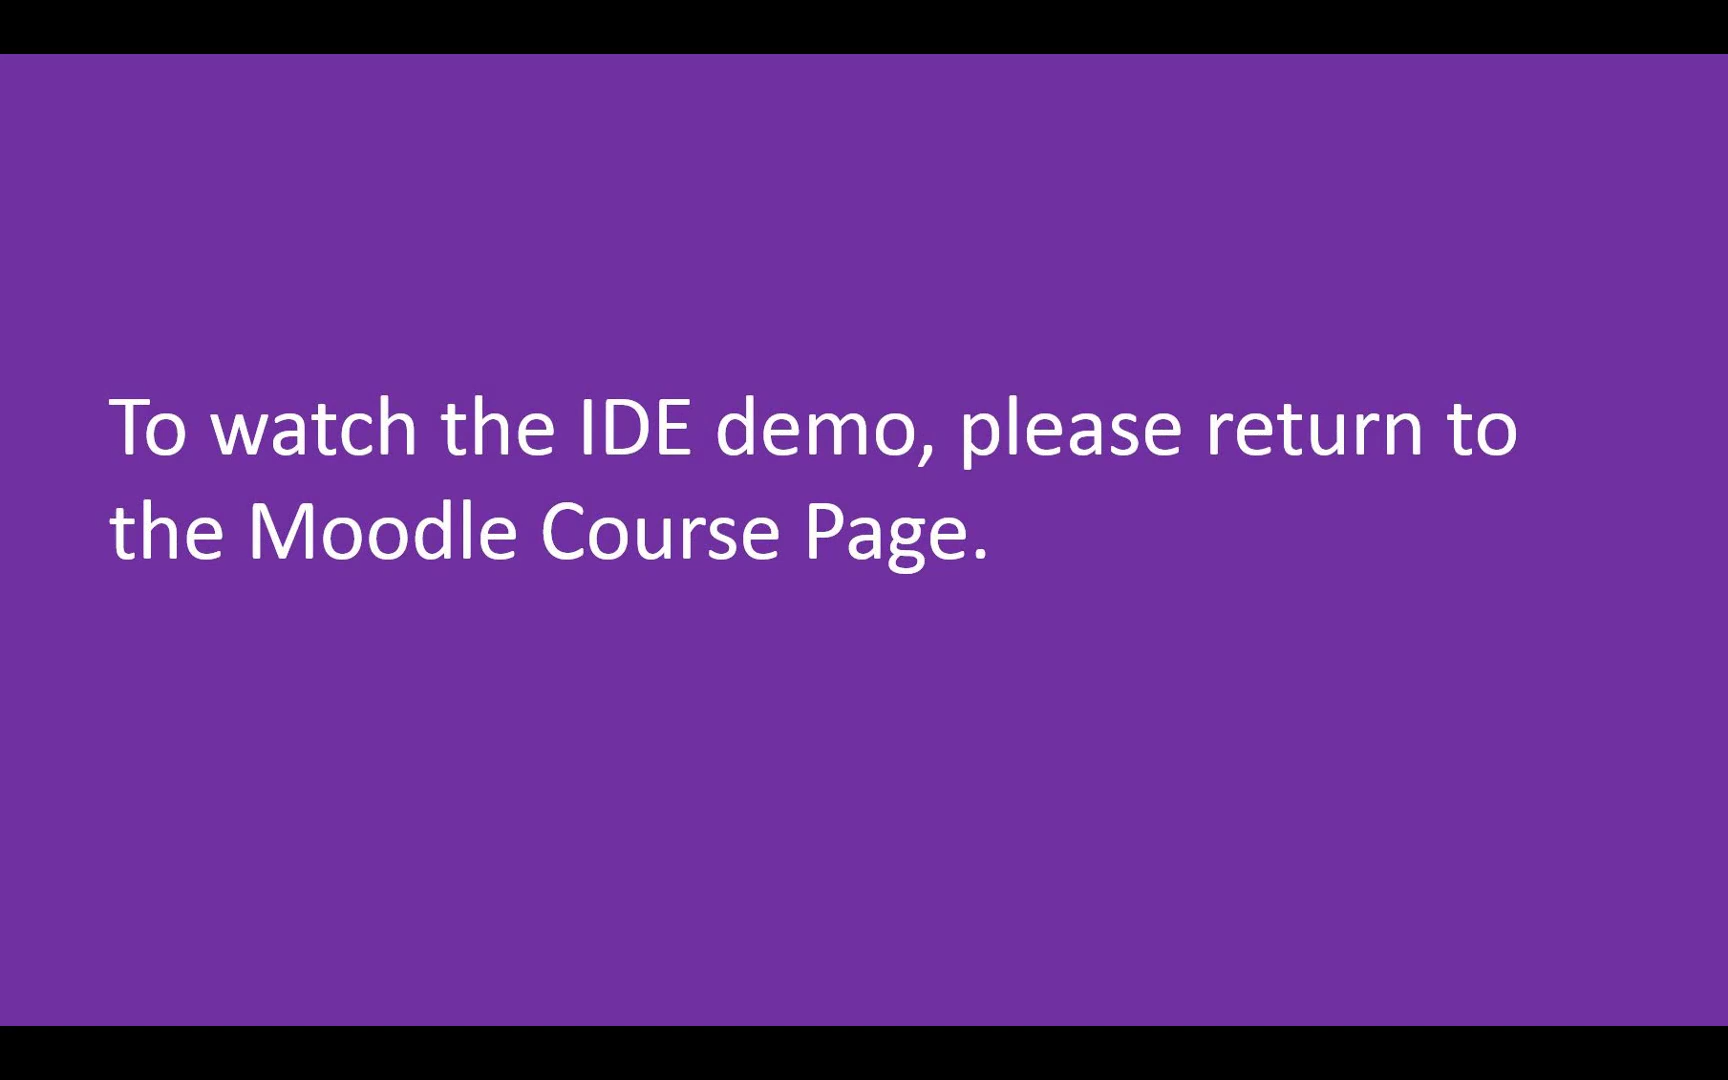 To watch the IDE demo, please return to
the Moodle Course Page.